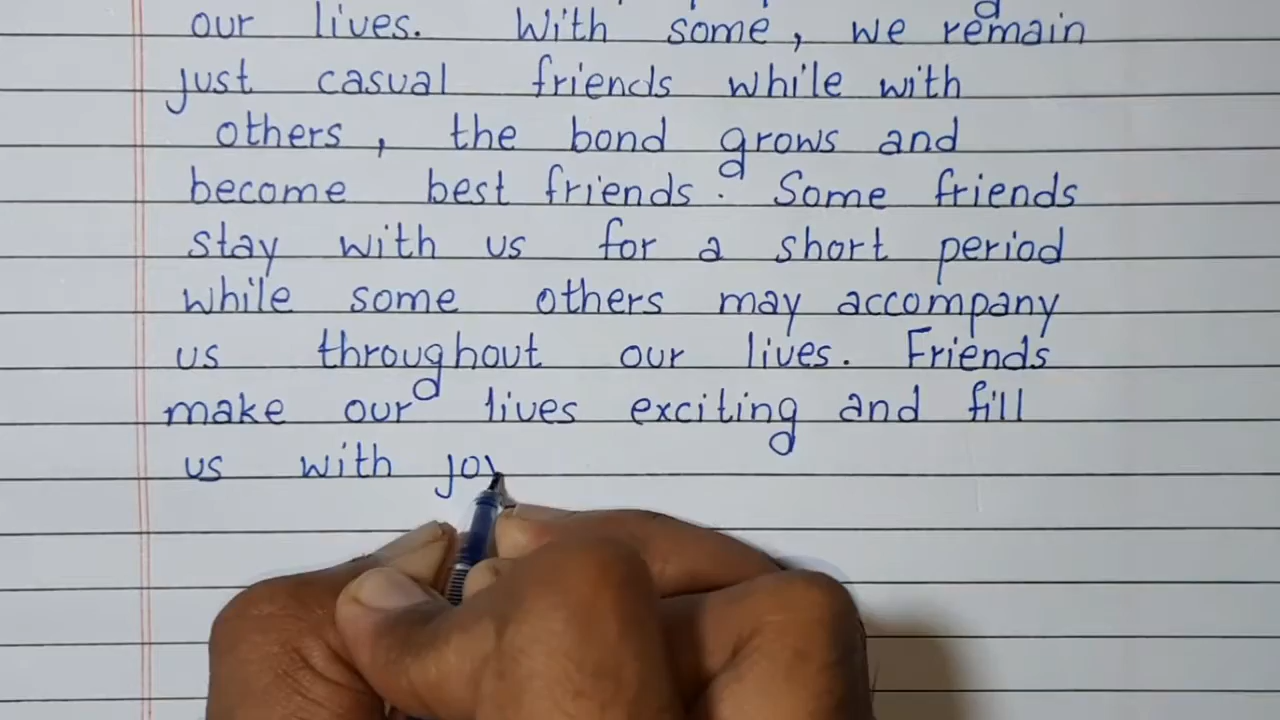 our lives. With some, we remain
just casual friends while with
others, the bond grows and
become best friends. Some friends
stay with us for a short period
while some others may accompany
us throughout our lives. Friends
make our lives exciting and fill
us with joy